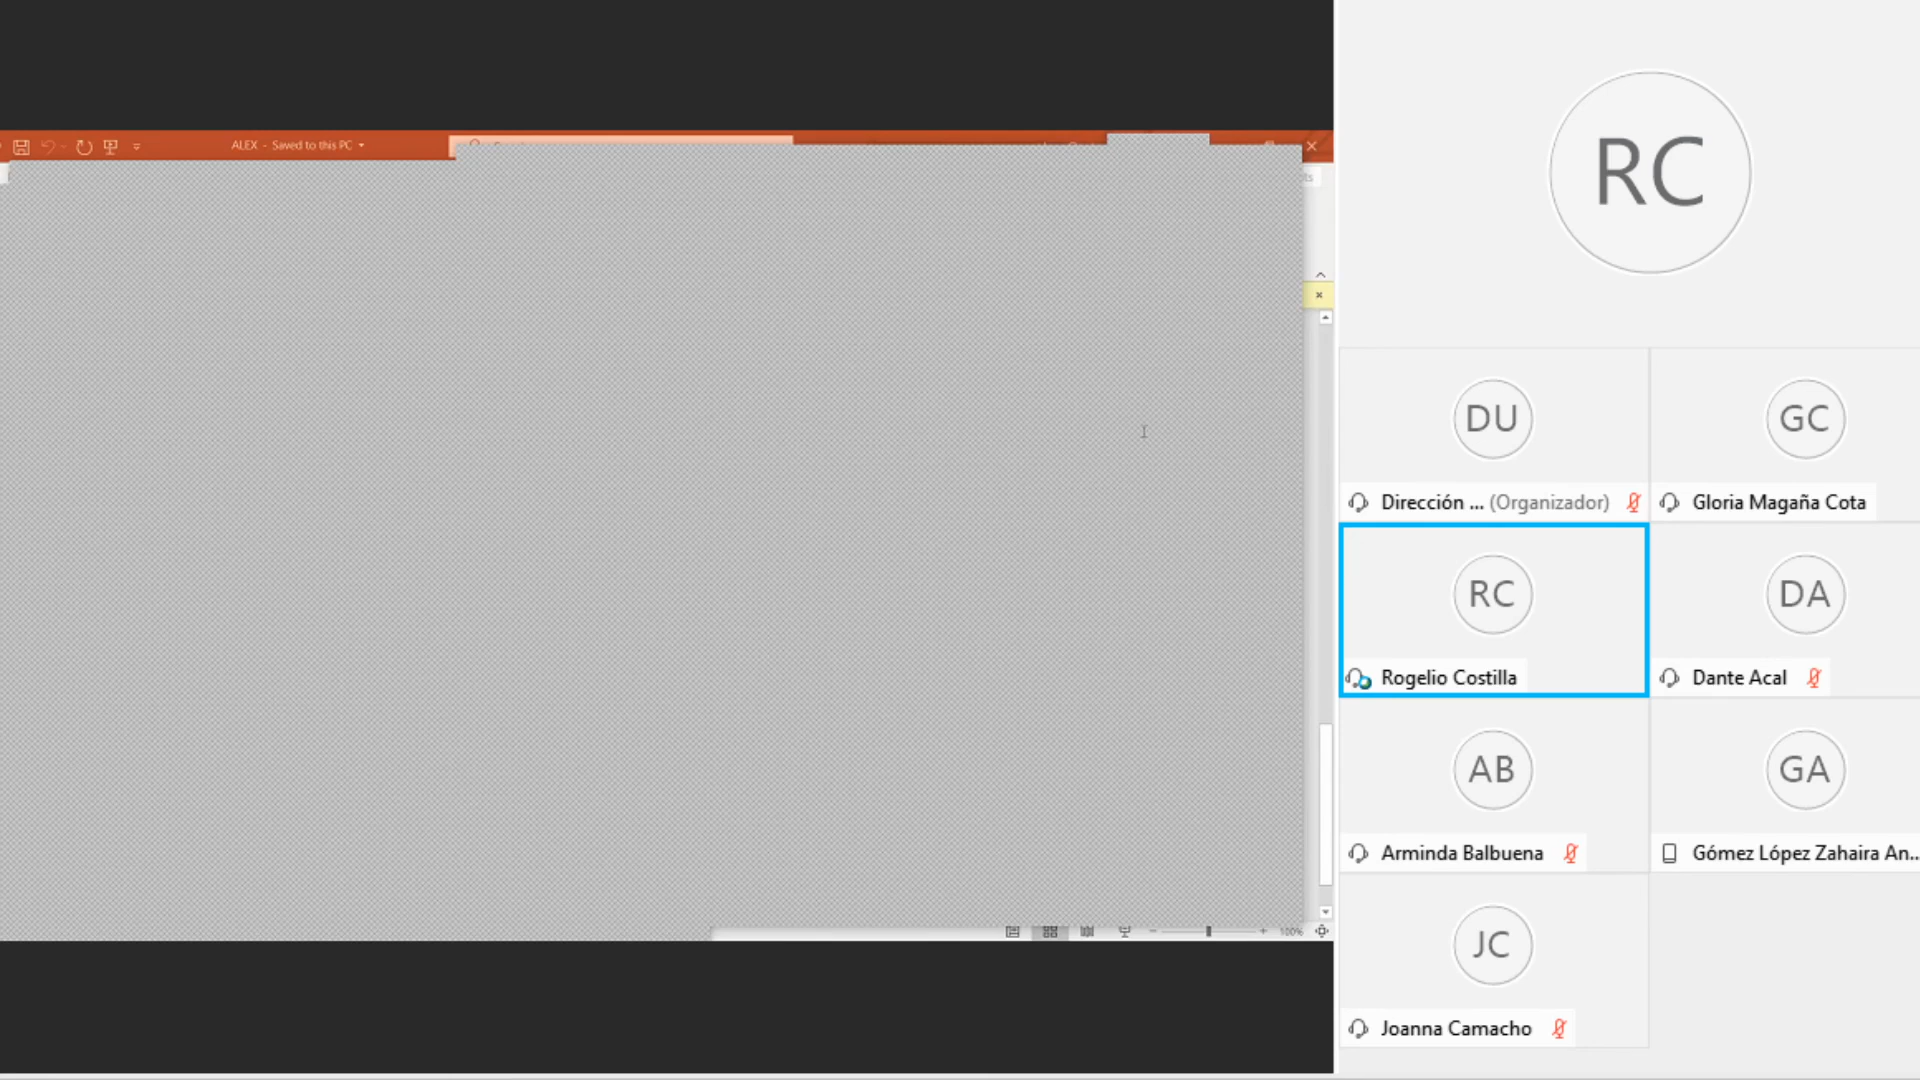 ALEX - Saved to this PC
RC
DU
GC
Dirección ... (Organizador)
Gloria Magaña Cota
RC
DA
Rogelio Costilla
Dante Acal
AB
GA
Arminda Balbuena
Gómez López Zahaira An...
JC
Joanna Camacho
100%